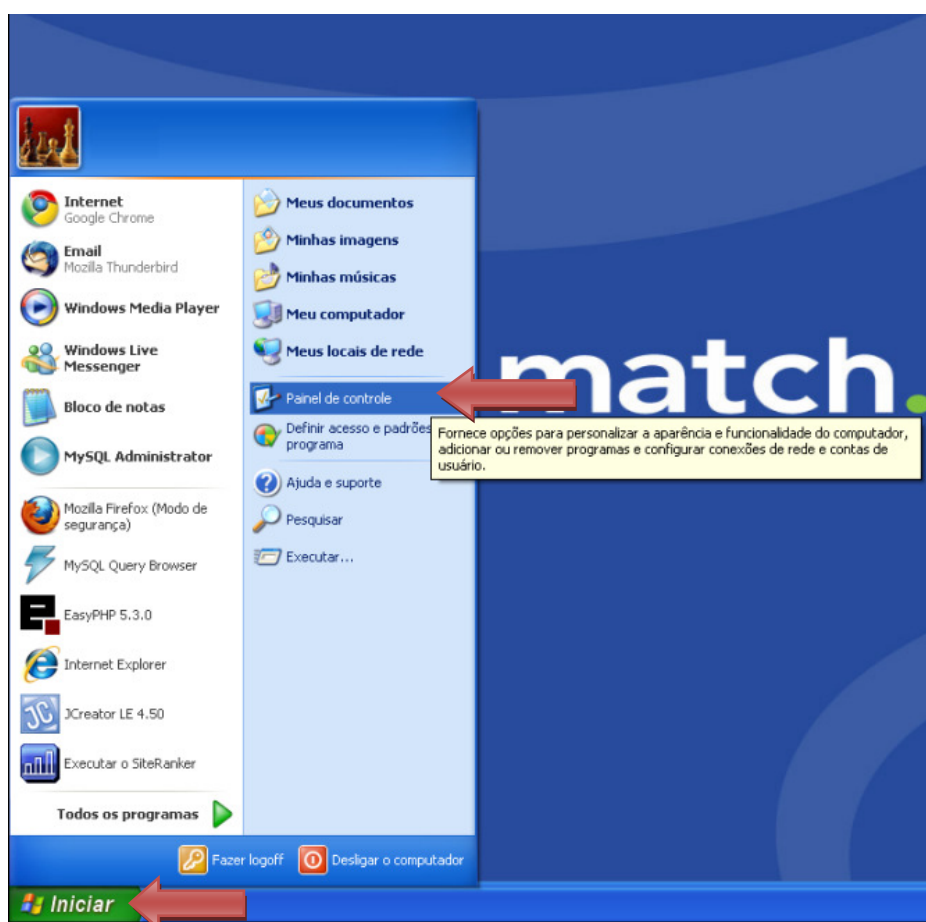 Internet
Google Chrome
Email
Mozilla Thunderbird
Windows Media Player
Windows Live
Messenger
Bloco de notas
MySQL Administrator
Mozilla Firefox (Modo de
segurança)
MySQL Query Browser
EasyPHP 5.3.0
Internet Explorer
JCreator LE 4.50
Executar o SiteRanker
Todos os programas
Meus documentos
Minhas imagens
Minhas músicas
Meu computador
Meus locais de rede
Painel de controle
Definir acesso e padrões
programa
Ajuda e suporte
Pesquisar
Executar...
match.
Fornece opções para personalizar a aparência e funcionalidade do computador,
adicionar ou remover programas e configurar conexões de rede e contas de
usuário.
Fazer logoff
Desligar o computador
Iniciar